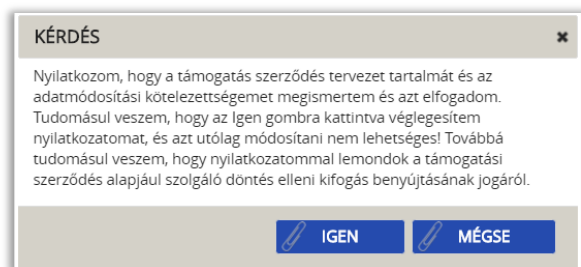 KÉRDÉS
Nyilatkozom, hogy a támogatás szerződés tervezet tartalmát és az
adatmódosítási kötelezettségemet megismertem és azt elfogadom.
Tudomásul veszem, hogy az Igen gombra kattintva véglegesítem
nyilatkozatomat, és azt utólag módosítani nem lehetséges! Továbbá
tudomásul veszem, hogy nyilatkozatommal lemondok a támogatási
szerződés alapjául szolgáló döntés elleni kifogás benyújtásának jogáról.
IGEN MÉGSE